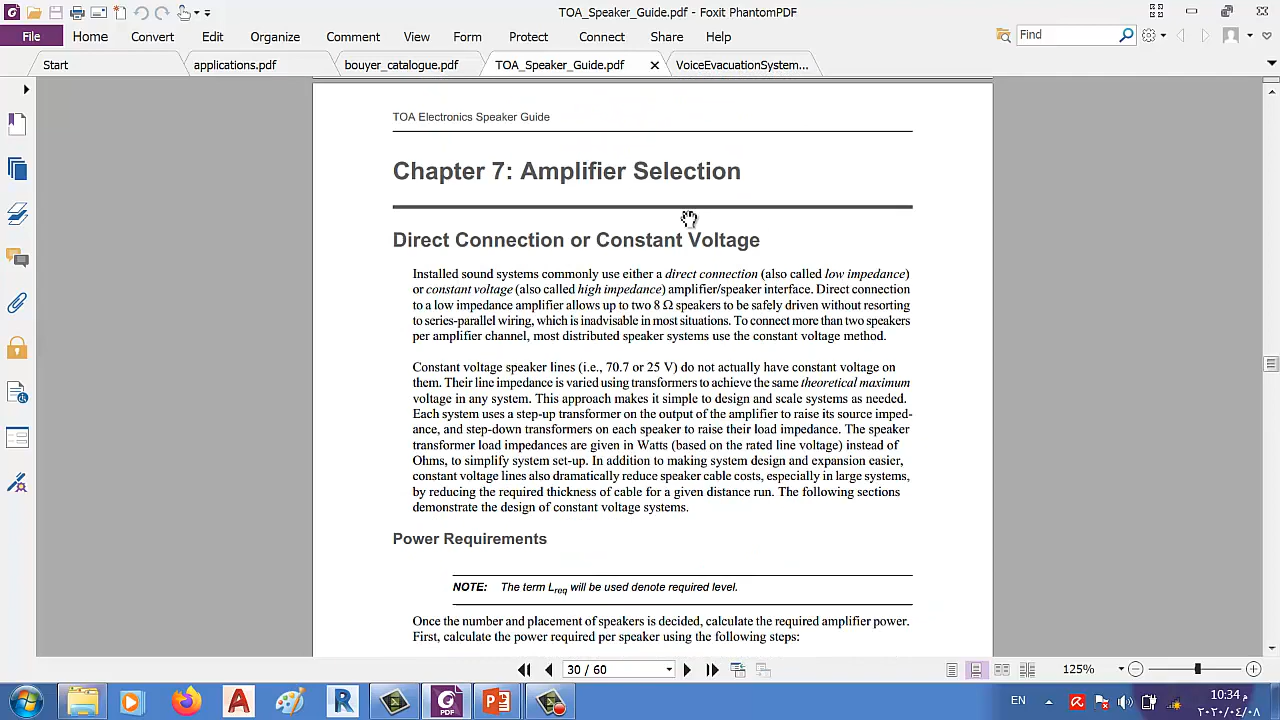 TOA_Speaker_Guide.pdf - Foxit PhantomPDF
File Home Convert Edit Organize Comment View Form Protect Connect Share Help Find
Start applications.pdf bouyer_catalogue.pdf TOA_Speaker_Guide.pdf VoiceEvacuationSystem...
TOA Electronics Speaker Guide
Chapter 7: Amplifier Selection
Direct Connection or Constant Voltage
Installed sound systems commonly use either a direct connection (also called low impedance)
or constant voltage (also called high impedance) amplifier/speaker interface. Direct connection
to a low impedance amplifier allows up to two 8 Ω speakers to be safely driven without resorting
to series-parallel wiring, which is inadvisable in most situations. To connect more than two speakers
per amplifier channel, most distributed speaker systems use the constant voltage method.
Constant voltage speaker lines (i.e., 70.7 or 25 V) do not actually have constant voltage on
them. Their line impedance is varied using transformers to achieve the same theoretical maximum
voltage in any system. This approach makes it simple to design and scale systems as needed.
Each system uses a step-up transformer on the output of the amplifier to raise its source imped-
ance, and step-down transformers on each speaker to raise their load impedance. The speaker
transformer load impedances are given in Watts (based on the rated line voltage) instead of
Ohms, to simplify system set-up. In addition to making system design and expansion easier,
constant voltage lines also dramatically reduce speaker cable costs, especially in large systems,
by reducing the required thickness of cable for a given distance run. The following sections
demonstrate the design of constant voltage systems.
Power Requirements
NOTE: The term Lreq will be used denote required level.
Once the number and placement of speakers is decided, calculate the required amplifier power.
First, calculate the power required per speaker using the following steps:
30 / 60
125%
EN
10:34 م
٢٠٢٠/٠٤/٠٨